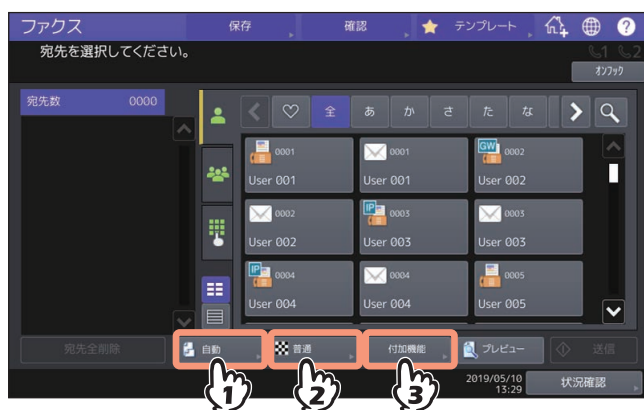 ファクス 保存 確認 テンプレート ?
宛先を選択してください。 1 2
オンフック
宛先数 0000 全 あ か さ た な
0001 0001 GW 0002
User 001 User 001 User 002
0002 IP 0003 0003
User 002 User 003 User 003
IP 0004 0004 0005
User 004 User 004 User 005
宛先全削除 自動 普通 付加機能 プレビュー 送信
1 2 3
2019/05/10 状況確認
13:29